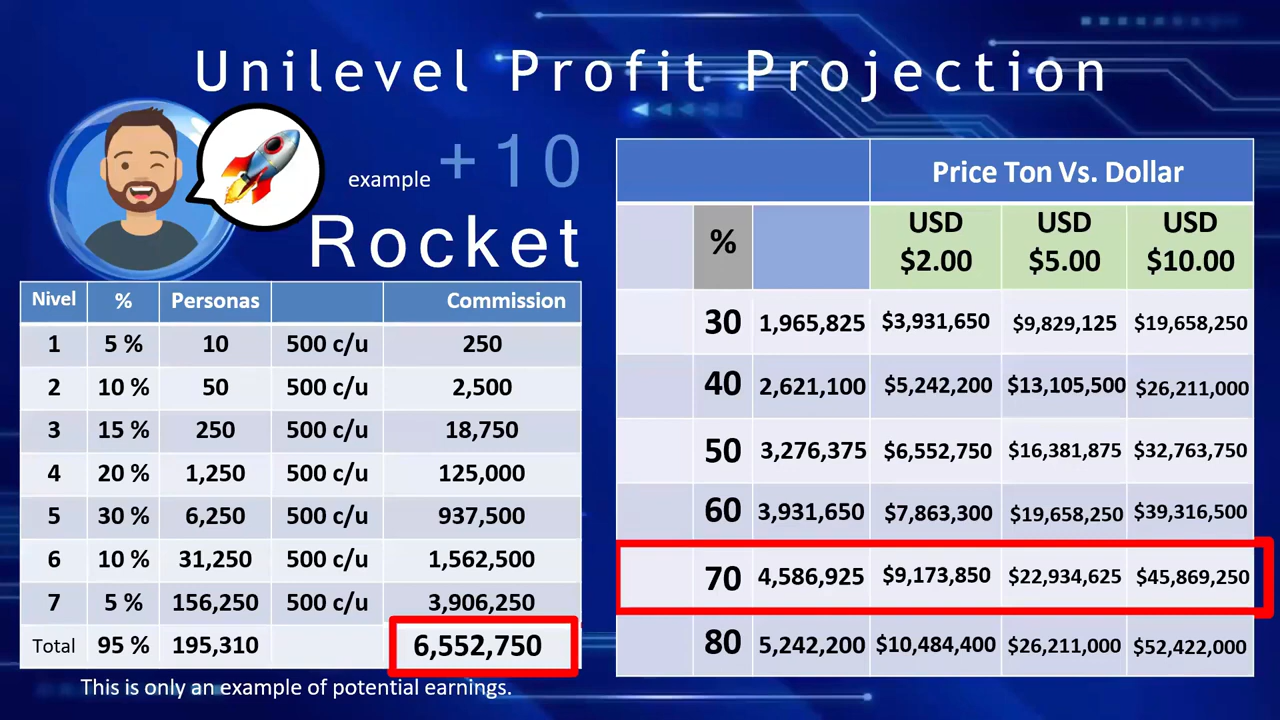 Unilevel Profit Projection
example +10
Rocket
Nivel % Personas Commission
1 5 % 10 500 c/u 250
2 10 % 50 500 c/u 2,500
3 15 % 250 500 c/u 18,750
4 20 % 1,250 500 c/u 125,000
5 30 % 6,250 500 c/u 937,500
6 10 % 31,250 500 c/u 1,562,500
7 5 % 156,250 500 c/u 3,906,250
Total 95 % 195,310 6,552,750
This is only an example of potential earnings.
Price Ton Vs. Dollar
% USD $2.00 USD $5.00 USD $10.00
30 1,965,825 $3,931,650 $9,829,125 $19,658,250
40 2,621,100 $5,242,200 $13,105,500 $26,211,000
50 3,276,375 $6,552,750 $16,381,875 $32,763,750
60 3,931,650 $7,863,300 $19,658,250 $39,316,500
70 4,586,925 $9,173,850 $22,934,625 $45,869,250
80 5,242,200 $10,484,400 $26,211,000 $52,422,000